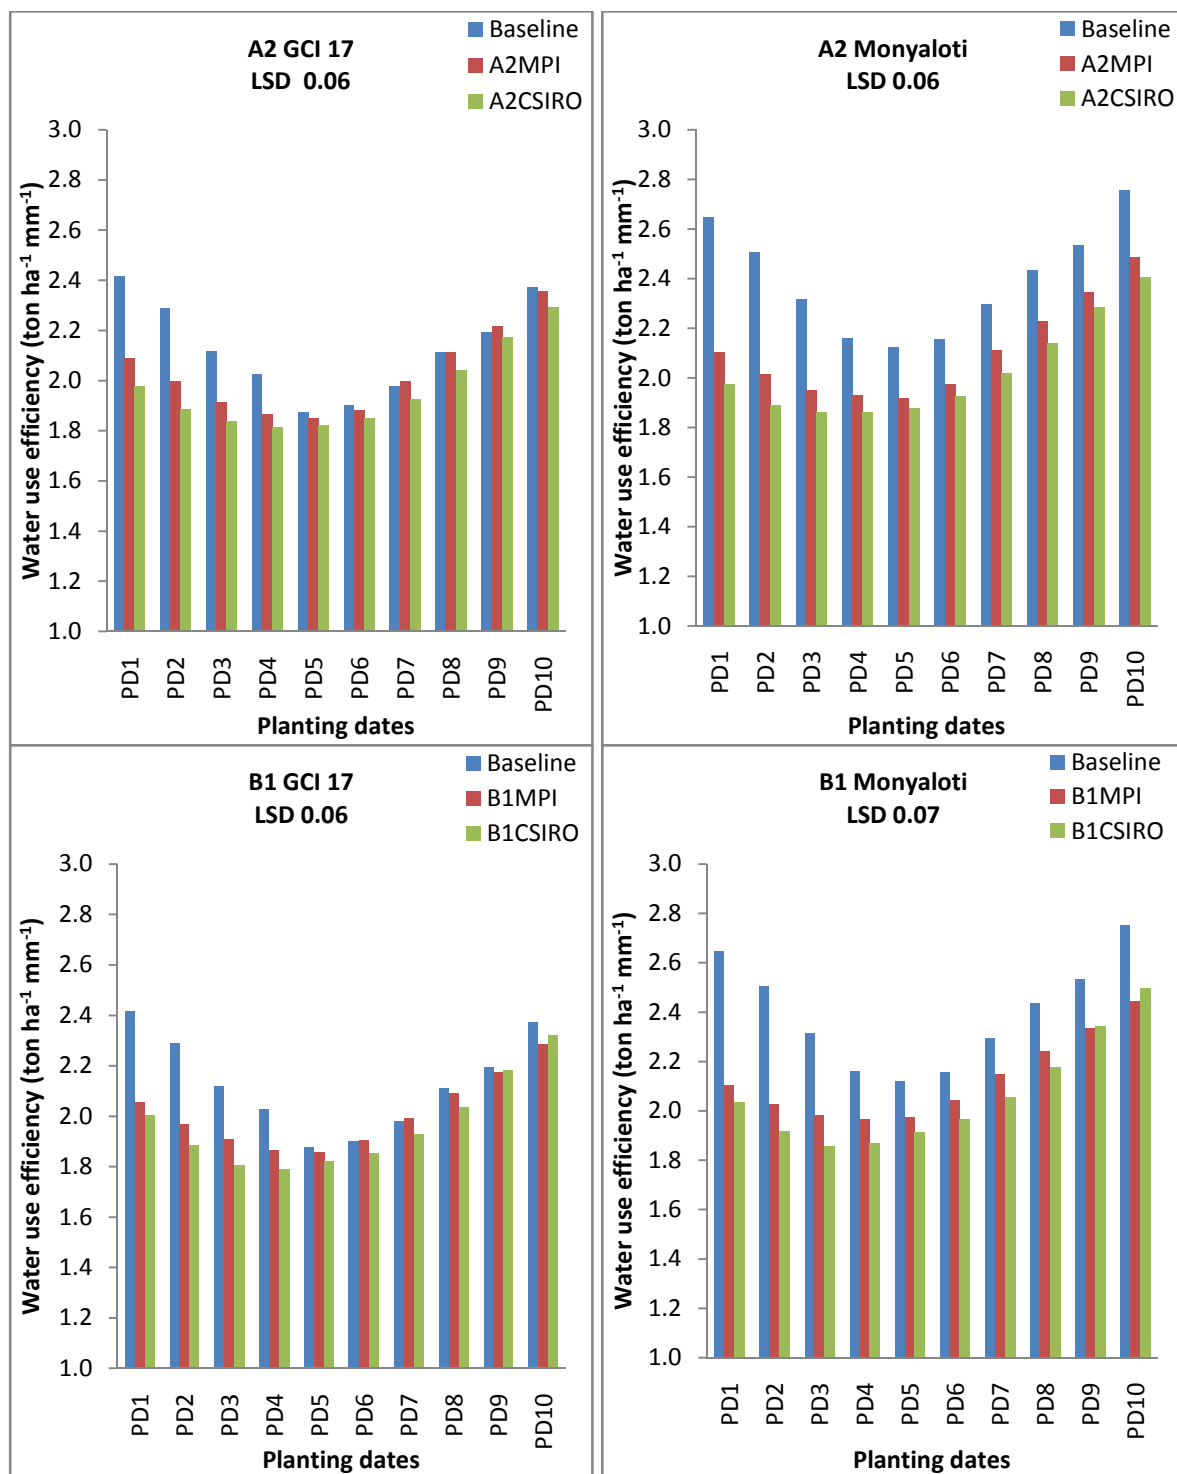 A2 GCI 17
LSD  0.06
Baseline
A2MPI
A2CSIRO
Water use efficiency (ton ha⁻¹ mm⁻¹)
3.0
2.8
2.6
2.4
2.2
2.0
1.8
1.6
1.4
1.2
1.0
PD1 PD2 PD3 PD4 PD5 PD6 PD7 PD8 PD9 PD10
Planting dates
A2 Monyaloti
LSD 0.06
Baseline
A2MPI
A2CSIRO
Water use efficiency (ton ha⁻¹ mm⁻¹)
3.0
2.8
2.6
2.4
2.2
2.0
1.8
1.6
1.4
1.2
1.0
PD1 PD2 PD3 PD4 PD5 PD6 PD7 PD8 PD9 PD10
Planting dates
B1 GCI 17
LSD 0.06
Baseline
B1MPI
B1CSIRO
Water use efficiency (ton ha⁻¹ mm⁻¹)
3.0
2.8
2.6
2.4
2.2
2.0
1.8
1.6
1.4
1.2
1.0
PD1 PD2 PD3 PD4 PD5 PD6 PD7 PD8 PD9 PD10
Planting dates
B1 Monyaloti
LSD 0.07
Baseline
B1MPI
B1CSIRO
Water use efficiency (ton ha⁻¹ mm⁻¹)
3.0
2.8
2.6
2.4
2.2
2.0
1.8
1.6
1.4
1.2
1.0
PD1 PD2 PD3 PD4 PD5 PD6 PD7 PD8 PD9 PD10
Planting dates